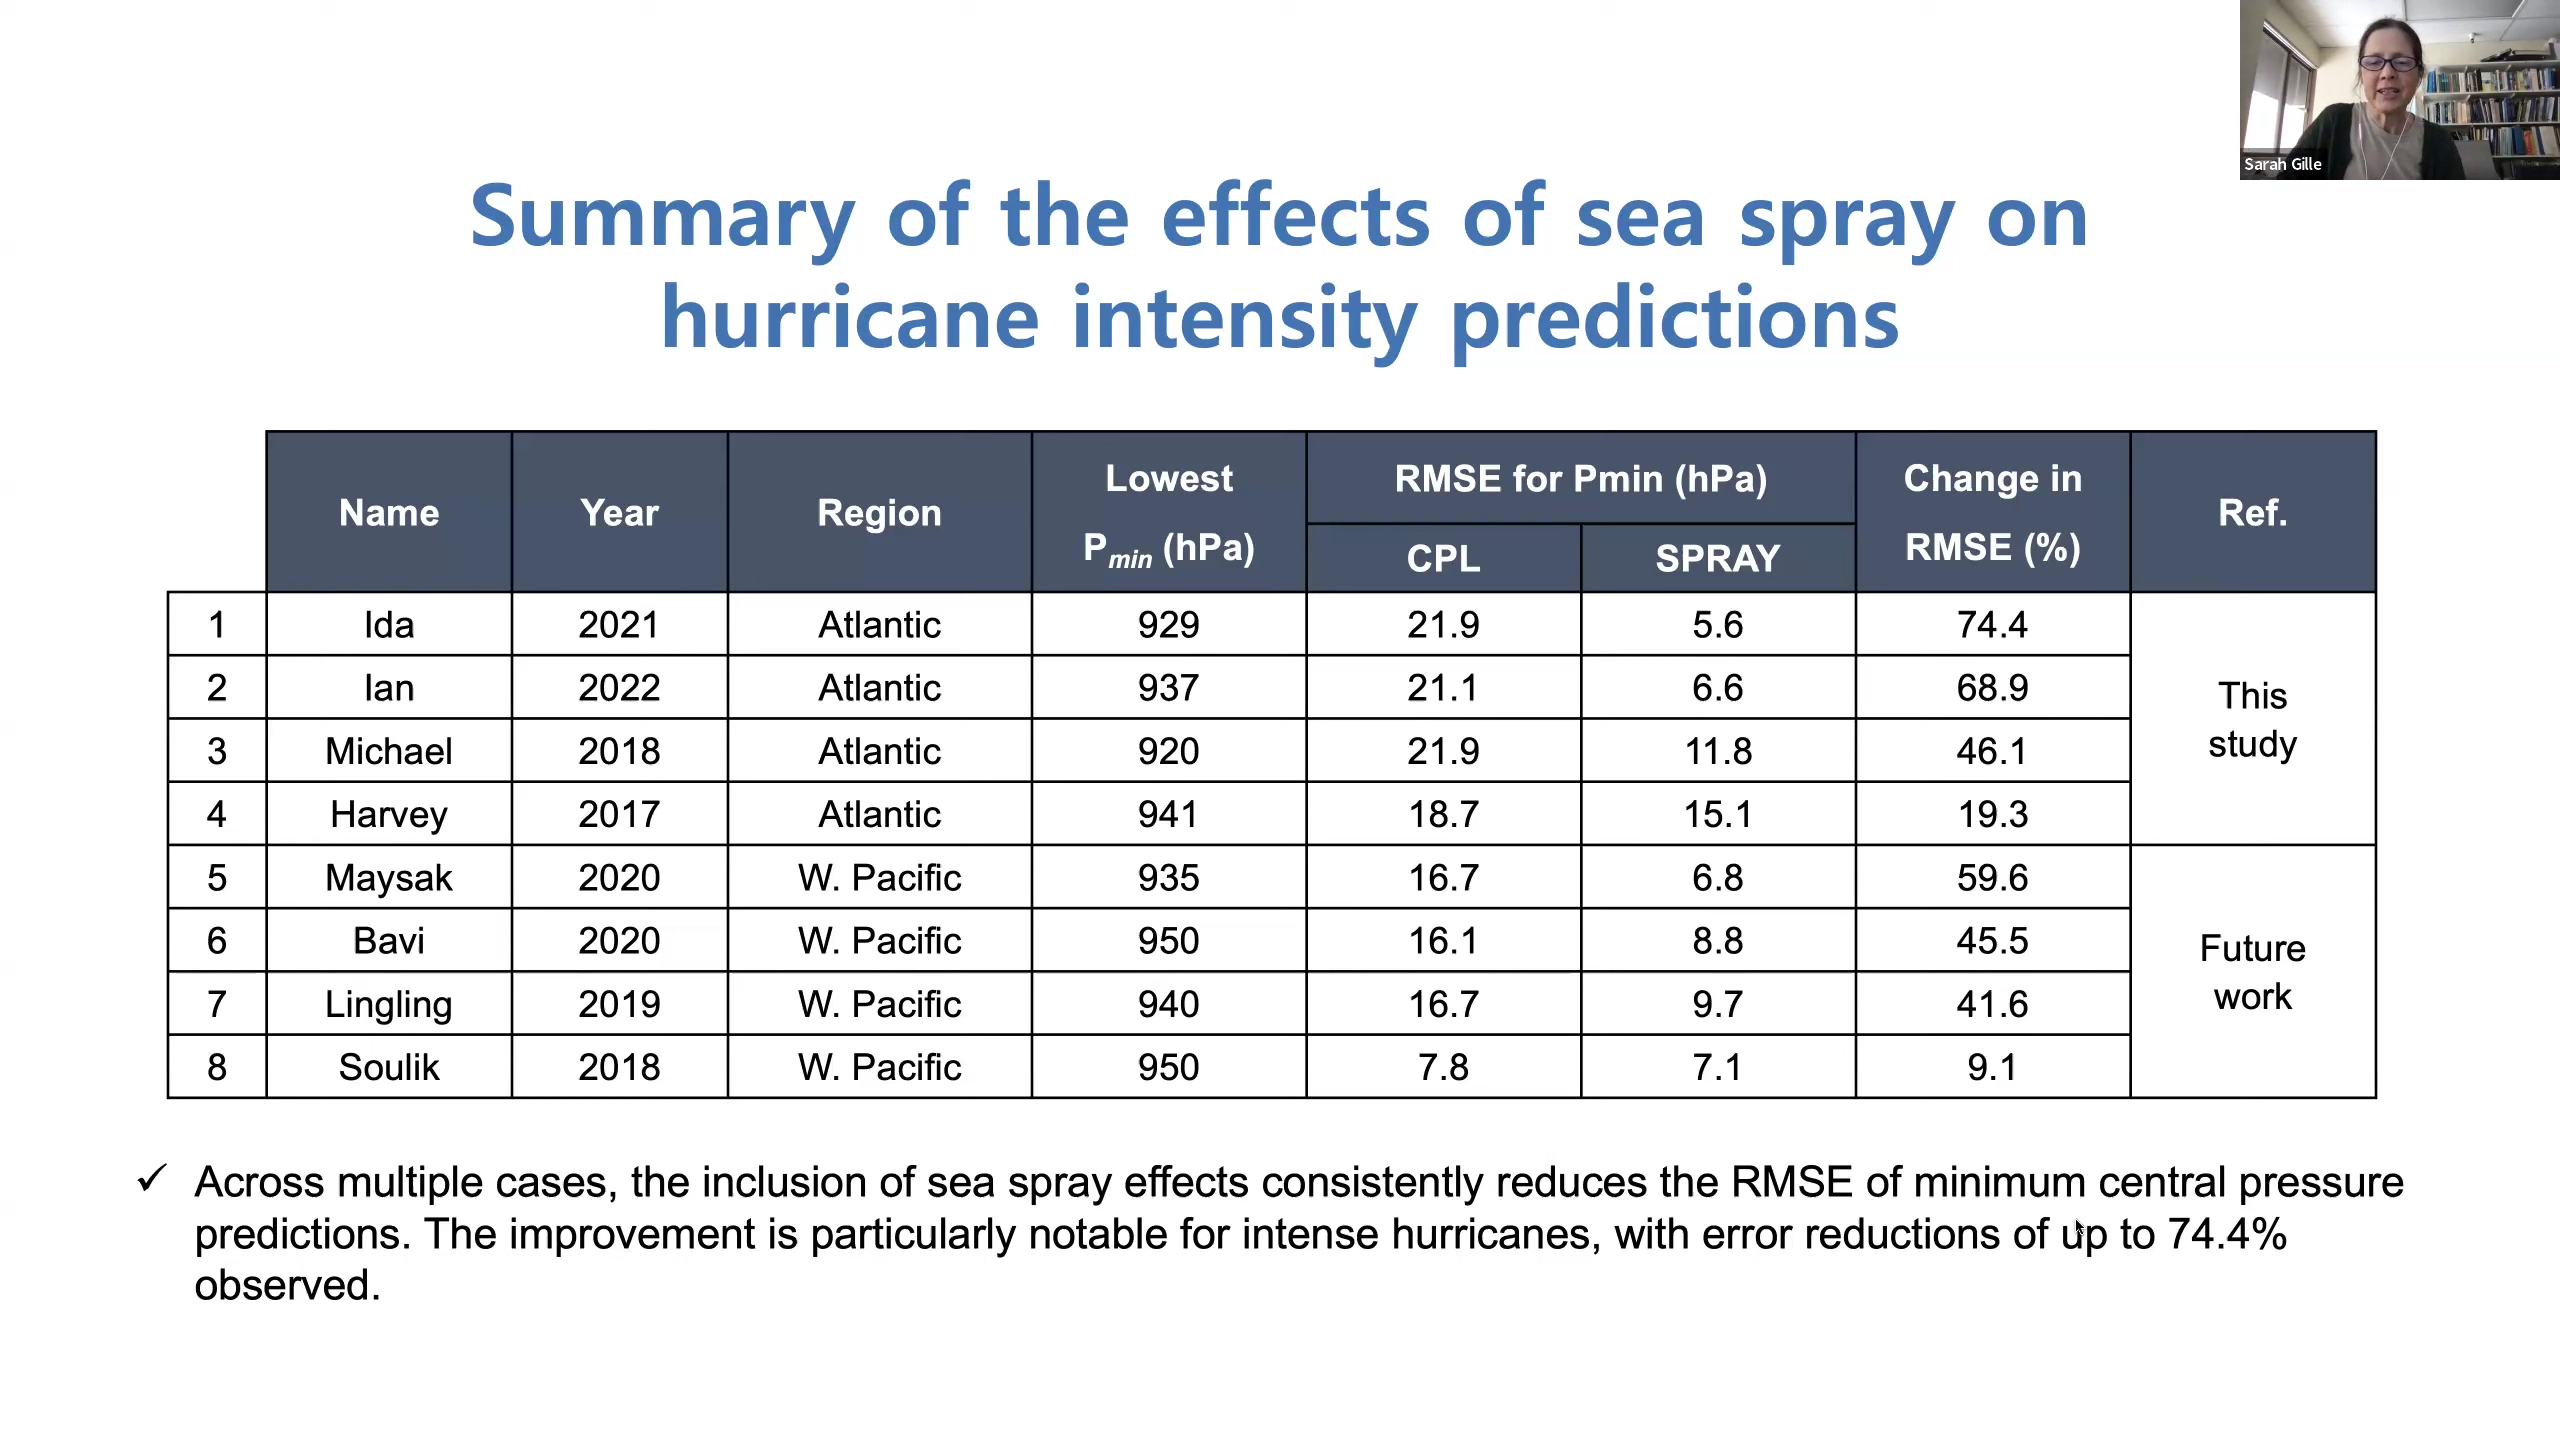 Sarah Gille
Summary of the effects of sea spray on
hurricane intensity predictions
Name Year Region Lowest Pmin (hPa) RMSE for Pmin (hPa) Change in RMSE (%) Ref.
CPL SPRAY
1 Ida 2021 Atlantic 929 21.9 5.6 74.4
2 Ian 2022 Atlantic 937 21.1 6.6 68.9
3 Michael 2018 Atlantic 920 21.9 11.8 46.1
4 Harvey 2017 Atlantic 941 18.7 15.1 19.3
This
study
5 Maysak 2020 W. Pacific 935 16.7 6.8 59.6
6 Bavi 2020 W. Pacific 950 16.1 8.8 45.5
7 Lingling 2019 W. Pacific 940 16.7 9.7 41.6
8 Soulik 2018 W. Pacific 950 7.8 7.1 9.1
Future
work
✓ Across multiple cases, the inclusion of sea spray effects consistently reduces the RMSE of minimum central pressure
predictions. The improvement is particularly notable for intense hurricanes, with error reductions of up to 74.4%
observed.